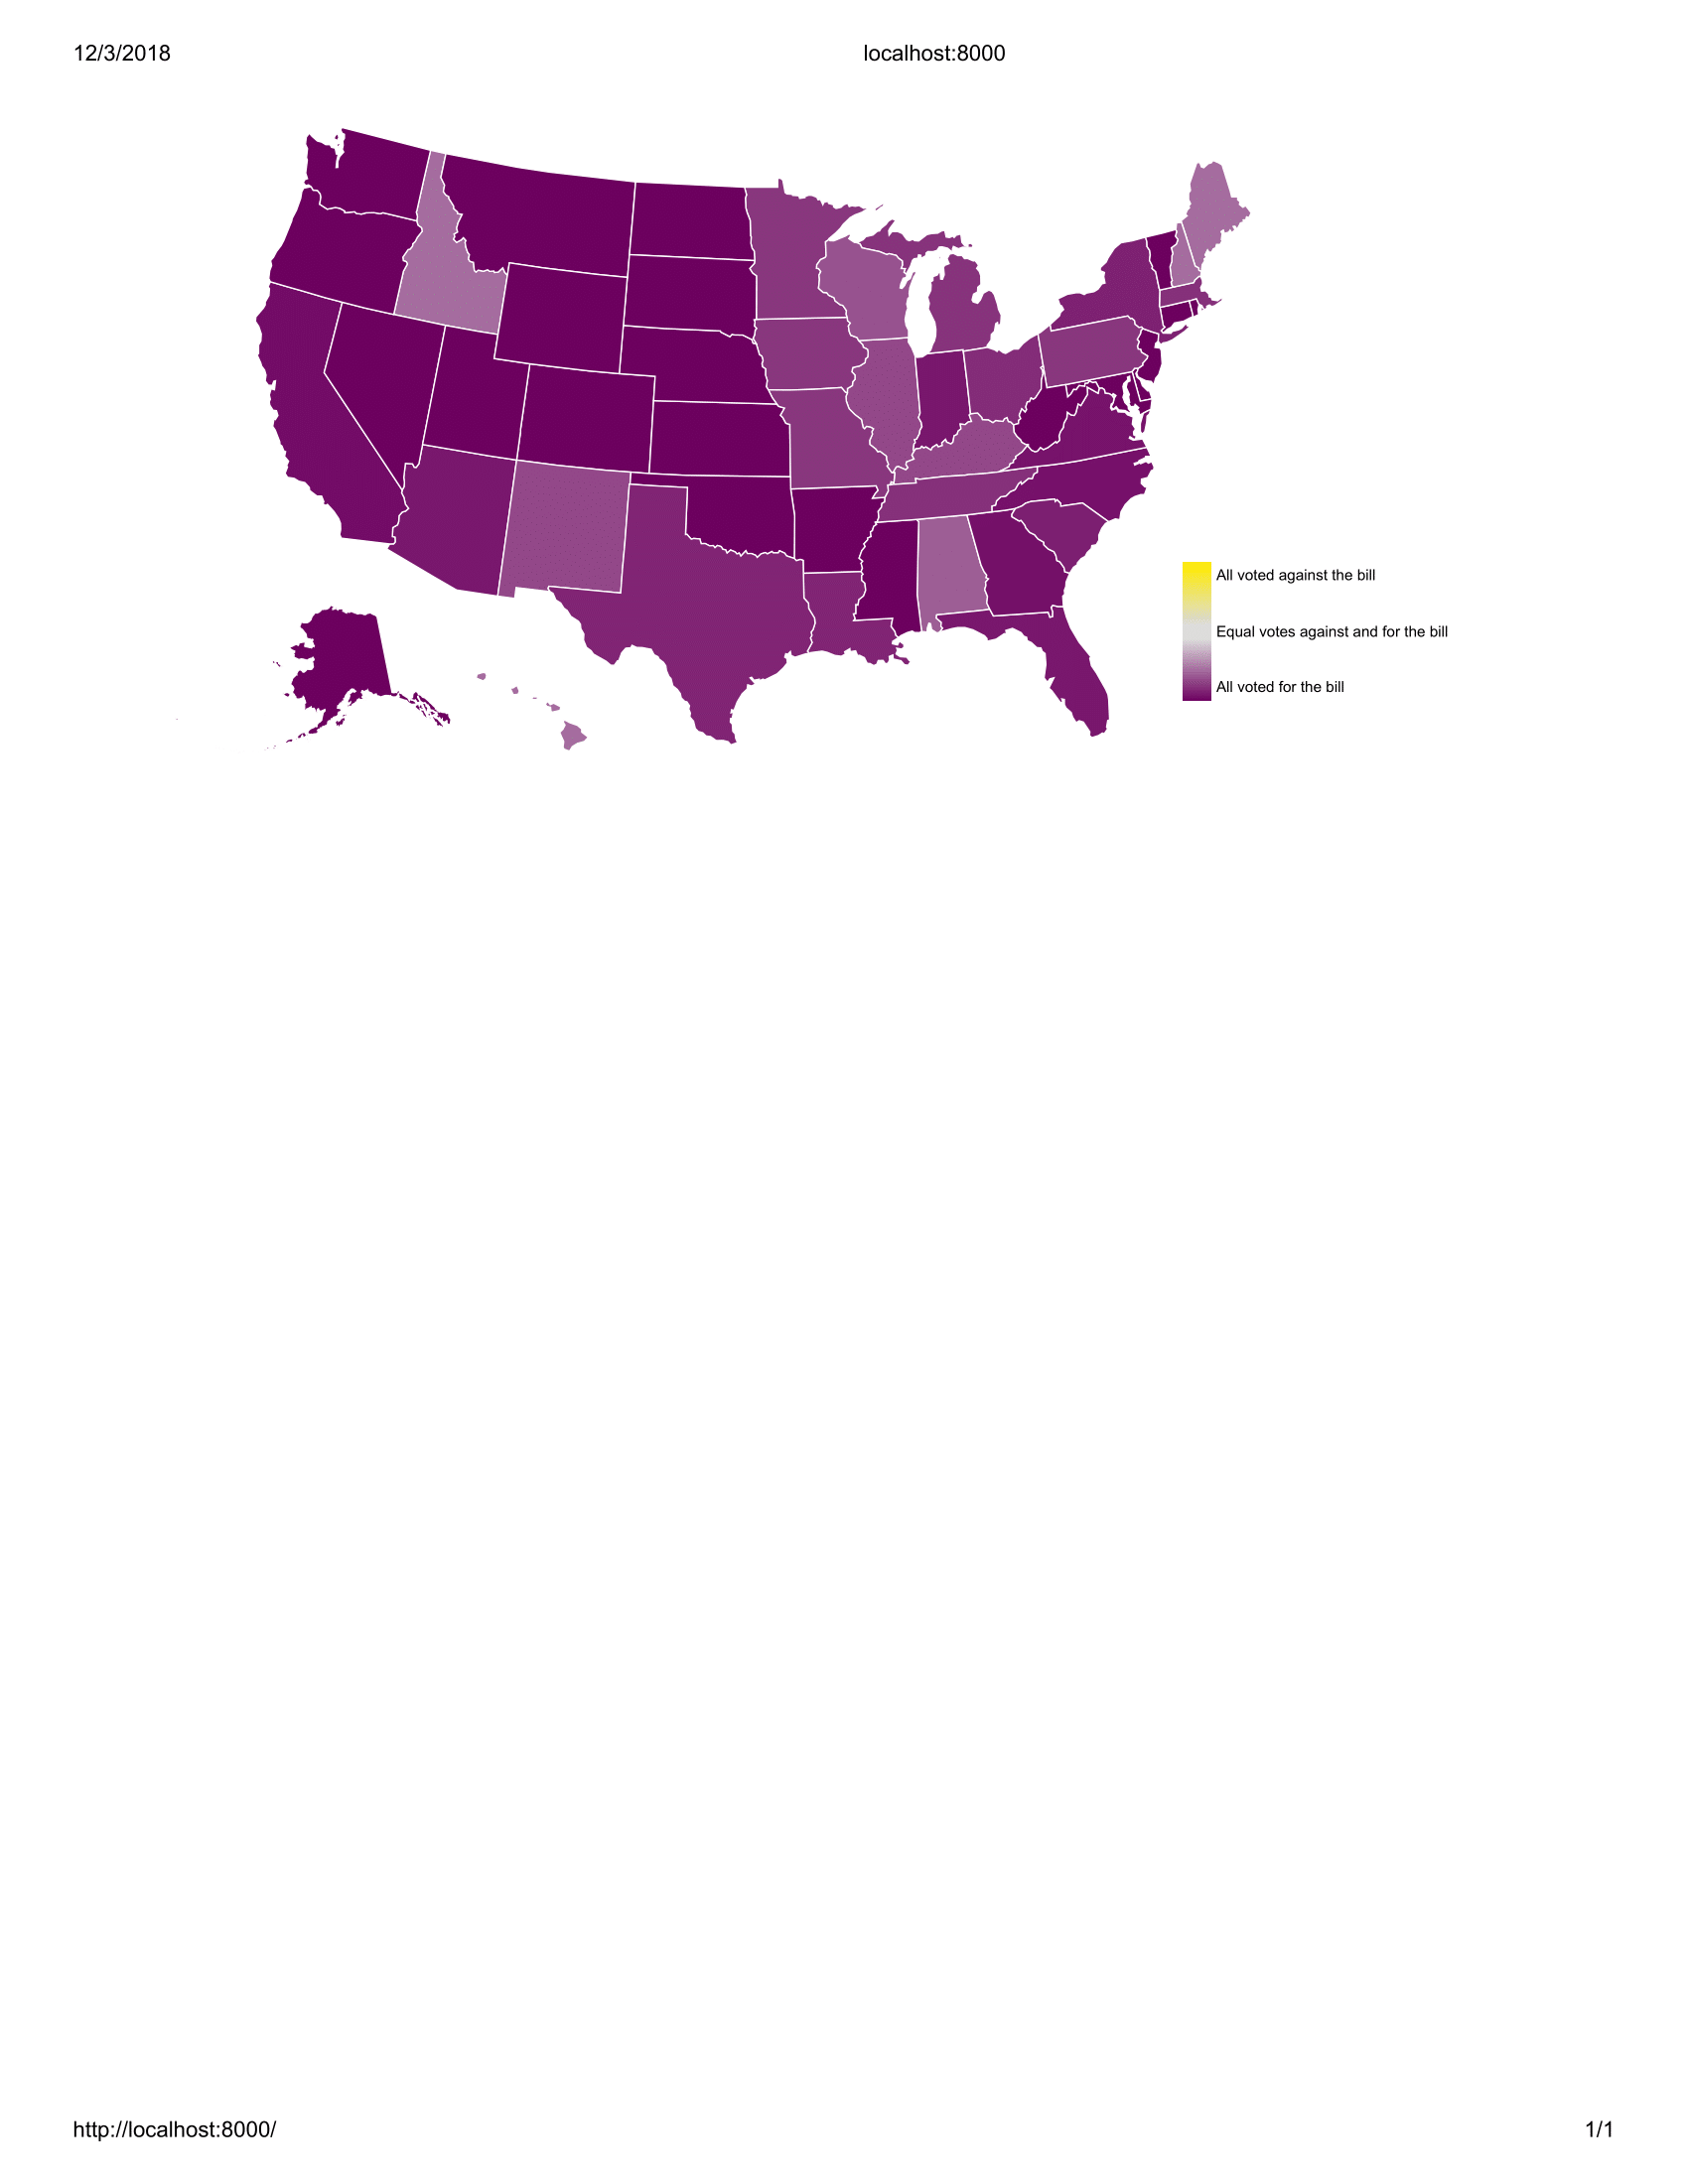 12/3/2018
localhost:8000
All voted against the bill
Equal votes against and for the bill
All voted for the bill
http://localhost:8000/
1/1